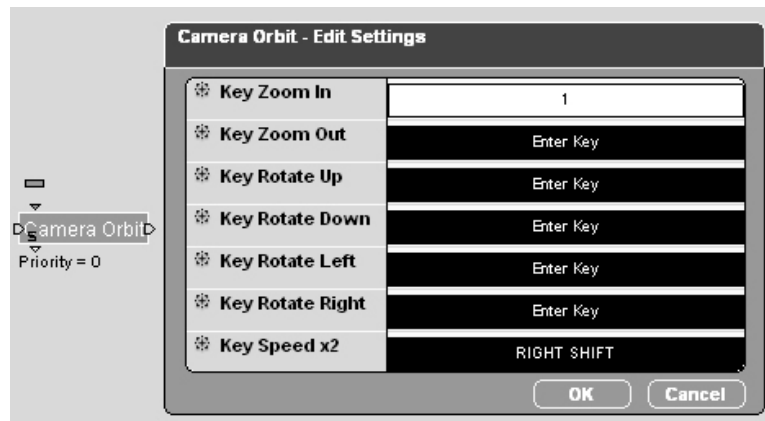 Camera Orbit - Edit Settings
Key Zoom In
1
Key Zoom Out
Enter Key
Key Rotate Up
Enter Key
Key Rotate Down
Enter Key
Key Rotate Left
Enter Key
Key Rotate Right
Enter Key
Key Speed x2
RIGHT SHIFT
OK
Cancel
Camera Orbit
S
Priority = 0